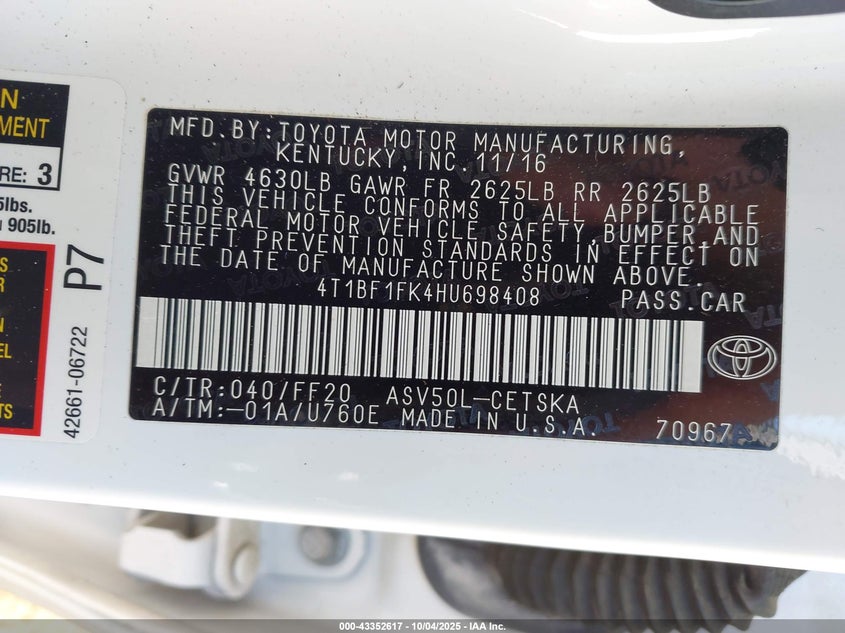 N
MENT
RE: 3
5lbs.
905lb.
P7
42661-06722
MFD.BY:TOYOTA MOTOR MANUFACTURING,
KENTUCKY,INC. 11/16
GVWR 4630LB GAWR FR 2625LB RR 2625LB
THIS VEHICLE CONFORMS TO ALL APPLICABLE
FEDERAL MOTOR VEHICLE SAFETY,BUMPER,AND
THEFT PREVENTION STANDARDS IN EFFECT ON
THE DATE OF MANUFACTURE SHOWN ABOVE.
4T1BF1FK4HU698408 PASS.CAR
C/TR:040/FF20 ASV50L-CETSKA
A/TM:-01A/U760E MADE IN U.S.A. 70967
000-43352617 - 10/04/2025 - IAA Inc.